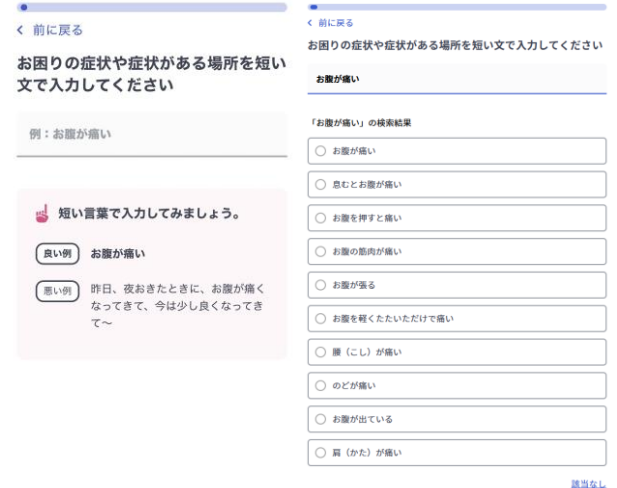 前に戻る
お困りの症状や症状がある場所を短い
文で入力してください
例：お腹が痛い
短い言葉で入力してみましょう。
良い例
お腹が痛い
悪い例
昨日、夜おきたときに、お腹が痛く
なってきて、今は少し良くなってき
て～
前に戻る
お困りの症状や症状がある場所を短い文で入力してください
お腹が痛い
「お腹が痛い」の検索結果
お腹が痛い
息むとお腹が痛い
お腹を押すと痛い
お腹の筋肉が痛い
お腹が張る
お腹を軽くたたいただけで痛い
腰（こし）が痛い
のどが痛い
お腹が出ている
肩（かた）が痛い
該当なし